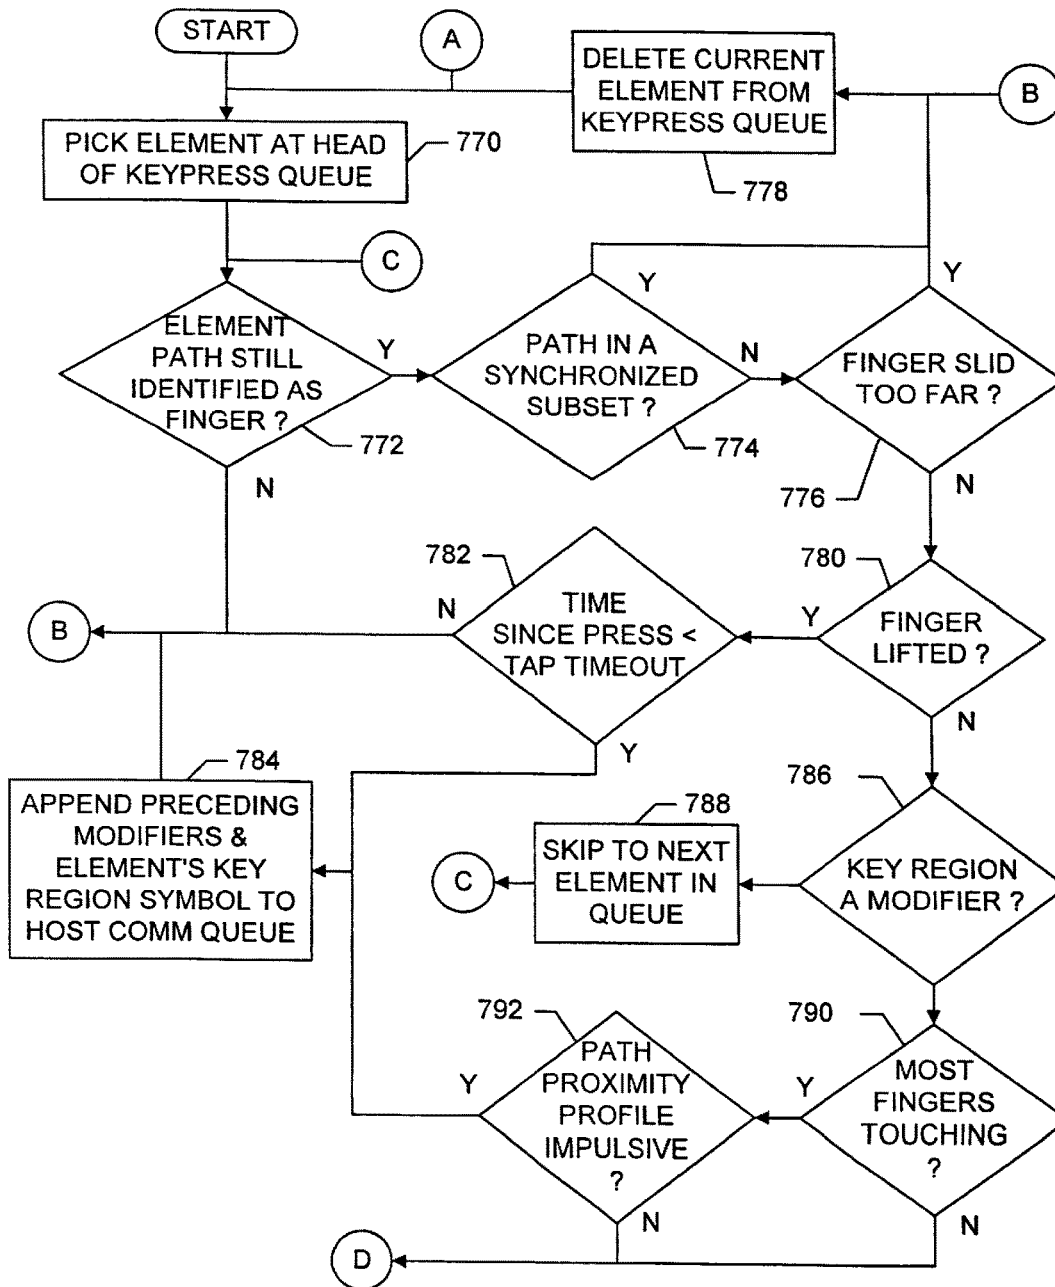 START
A
DELETE CURRENT
ELEMENT FROM
KEYPRESS QUEUE
B
PICK ELEMENT AT HEAD
OF KEYPRESS QUEUE
770
778
C
Y
Y
ELEMENT
PATH STILL
IDENTIFIED AS
FINGER ?
Y
PATH IN A
SYNCHRONIZED
SUBSET ?
N
FINGER SLID
TOO FAR ?
772
774
776
N
N
782
780
N
TIME
SINCE PRESS <
TAP TIMEOUT
Y
FINGER
LIFTED ?
B
Y
N
784
APPEND PRECEDING
MODIFIERS &
ELEMENT'S KEY
REGION SYMBOL TO
HOST COMM QUEUE
788
786
C
SKIP TO NEXT
ELEMENT IN
QUEUE
KEY REGION
A MODIFIER ?
792
790
Y
PATH
PROXIMITY
PROFILE
IMPULSIVE
?
Y
MOST
FINGERS
TOUCHING
?
N
N
D